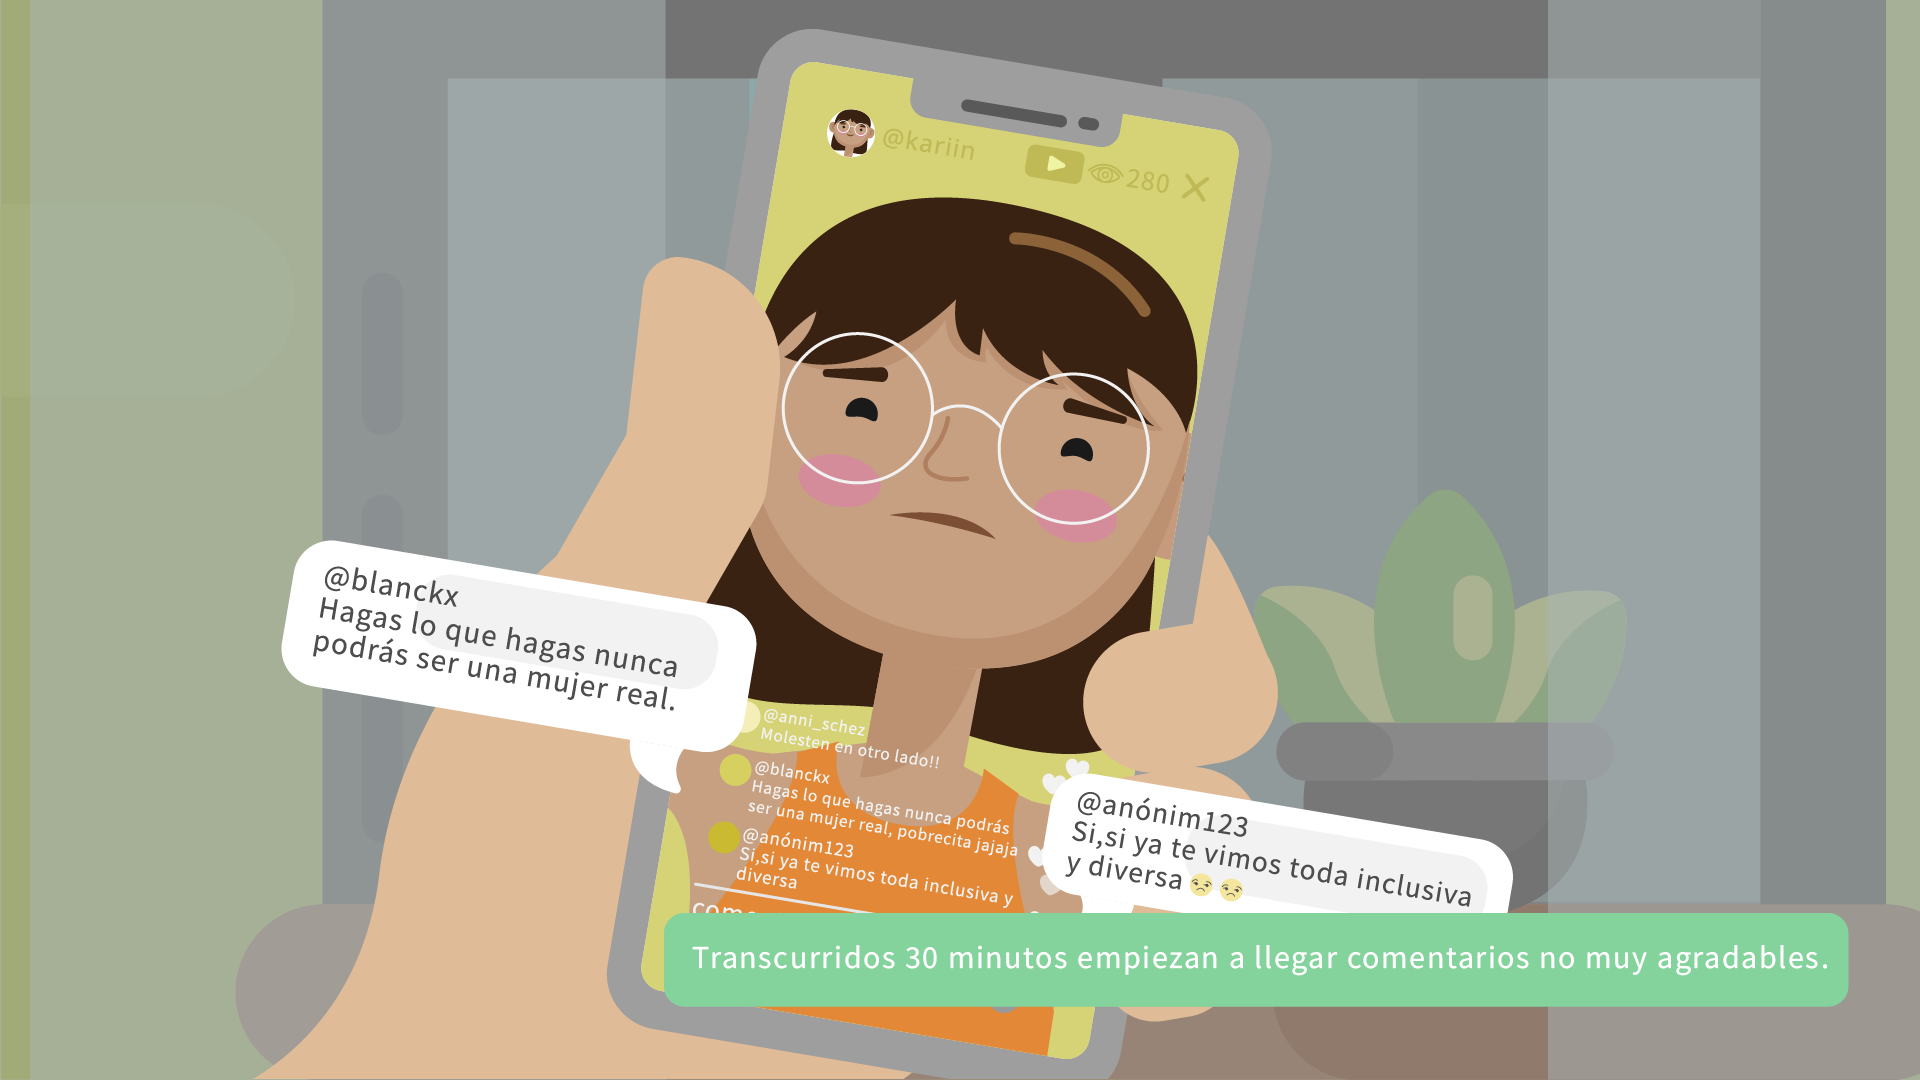 @kariin
280
@blanckx
Hagas lo que hagas nunca
podrás ser una mujer real.
@anni_schez
Molesten en otro lado!!
@blanckx
Hagas lo que hagas nunca podrás
ser una mujer real, pobrecita jajaja
@anónim123
Si,si ya te vimos toda inclusiva y
diversa
@anónim123
Si,si ya te vimos toda inclusiva
y diversa 😒😒
Transcurridos 30 minutos empiezan a llegar comentarios no muy agradables.